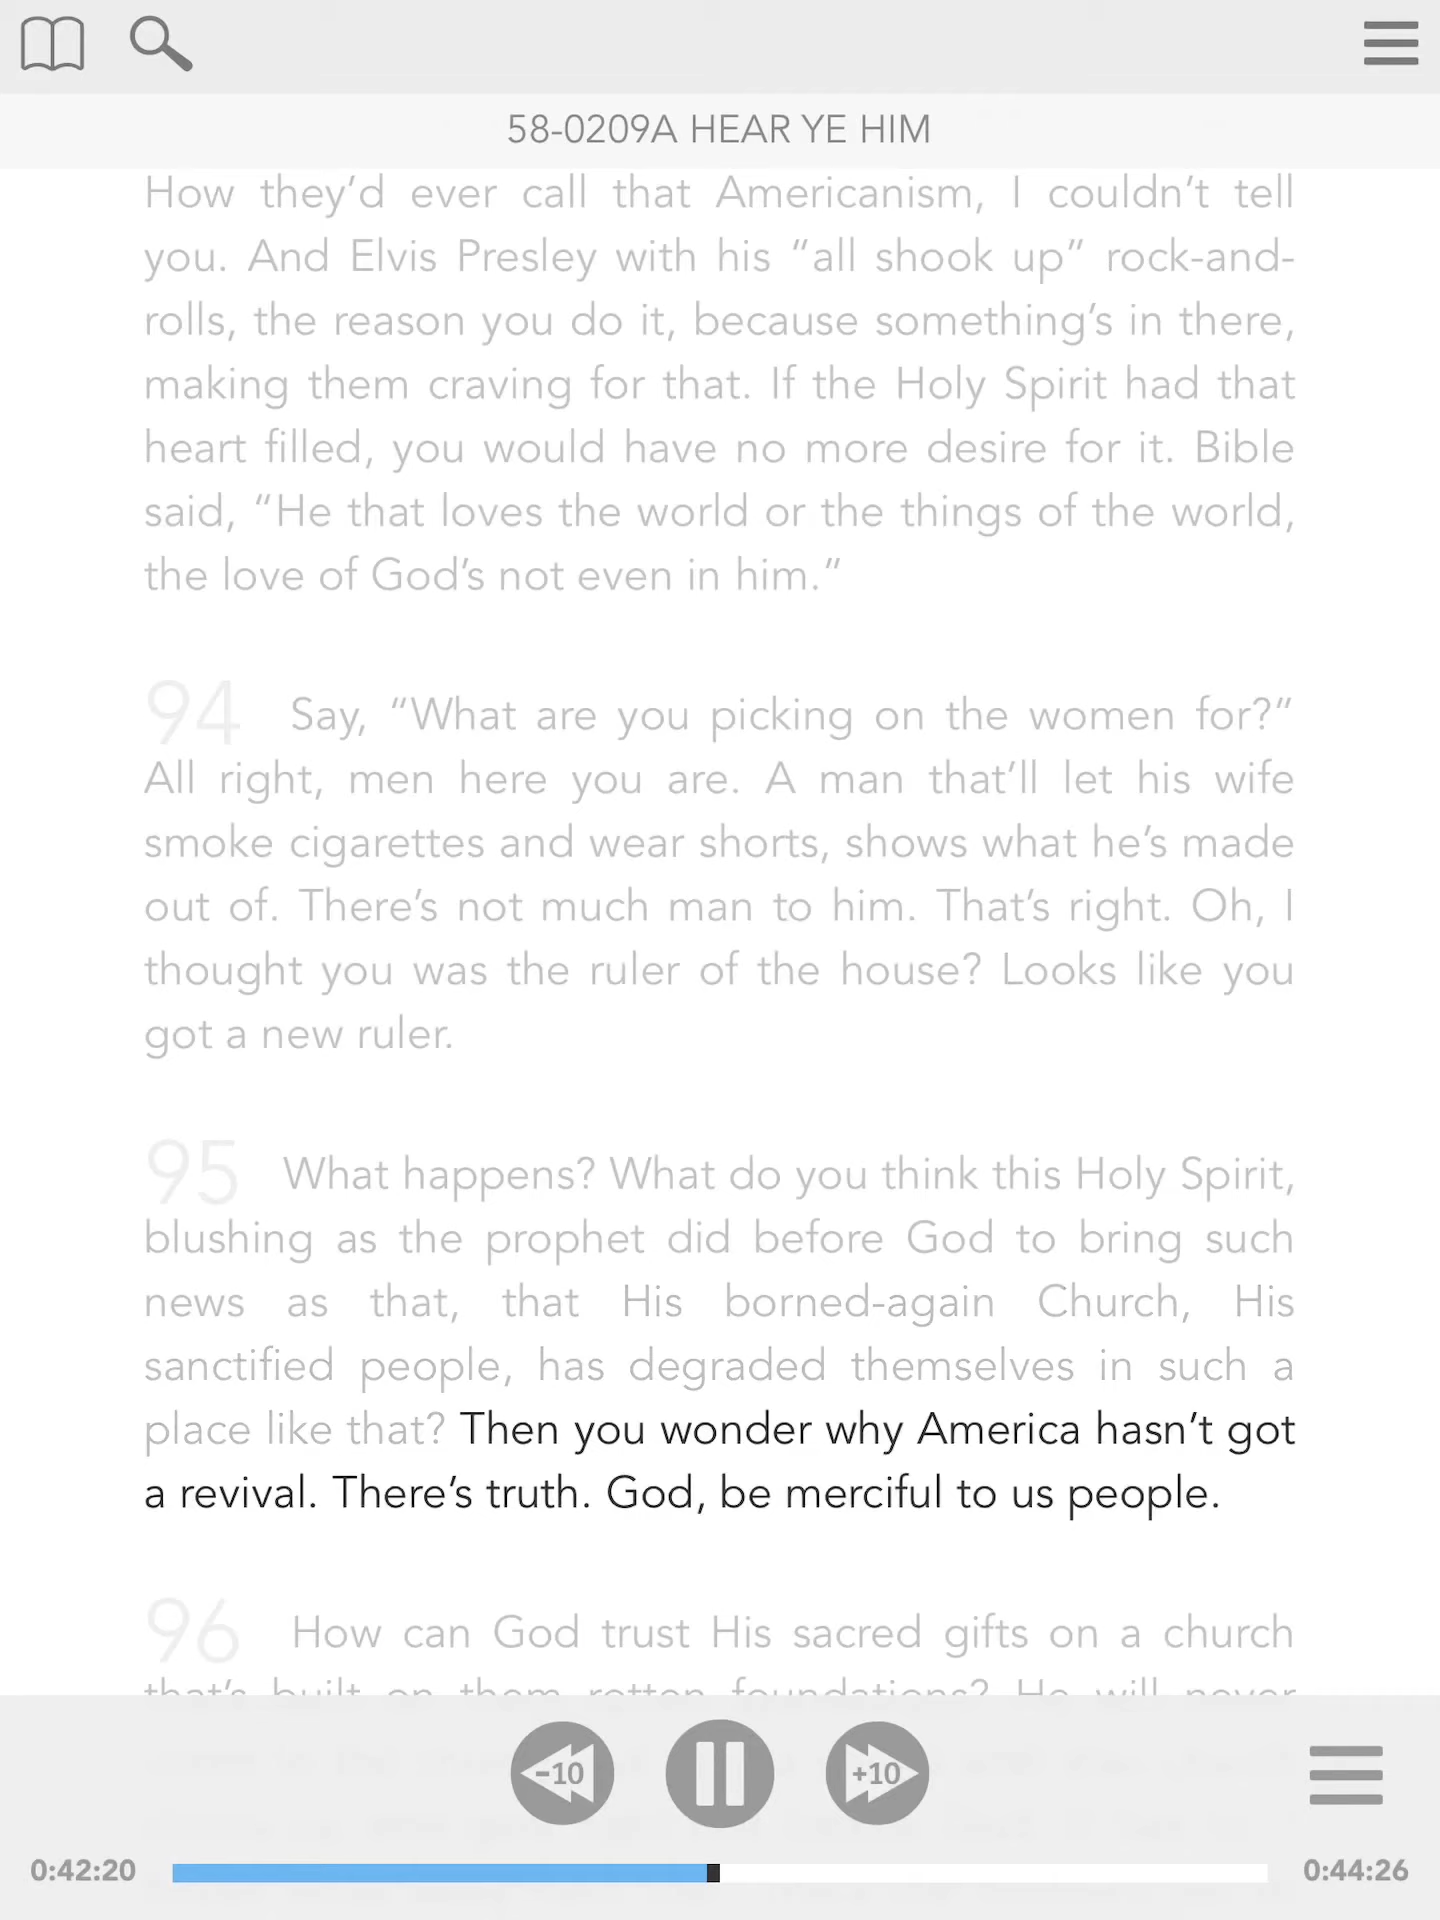 58-0209A HEAR YE HIM
How they’d ever call that Americanism, I couldn’t tell
you. And Elvis Presley with his “all shook up” rock-and-
rolls, the reason you do it, because something’s in there,
making them craving for that. If the Holy Spirit had that
heart filled, you would have no more desire for it. Bible
said, “He that loves the world or the things of the world,
the love of God’s not even in him.”
94 Say, “What are you picking on the women for?”
All right, men here you are. A man that’ll let his wife
smoke cigarettes and wear shorts, shows what he’s made
out of. There’s not much man to him. That’s right. Oh, I
thought you was the ruler of the house? Looks like you
got a new ruler.
95 What happens? What do you think this Holy Spirit,
blushing as the prophet did before God to bring such
news as that, that His borned-again Church, His
sanctified people, has degraded themselves in such a
place like that? Then you wonder why America hasn’t got
a revival. There’s truth. God, be merciful to us people.
96 How can God trust His sacred gifts on a church
that’s built on them rotten foundations? He will never
-10 +10
0:42:20 0:44:26